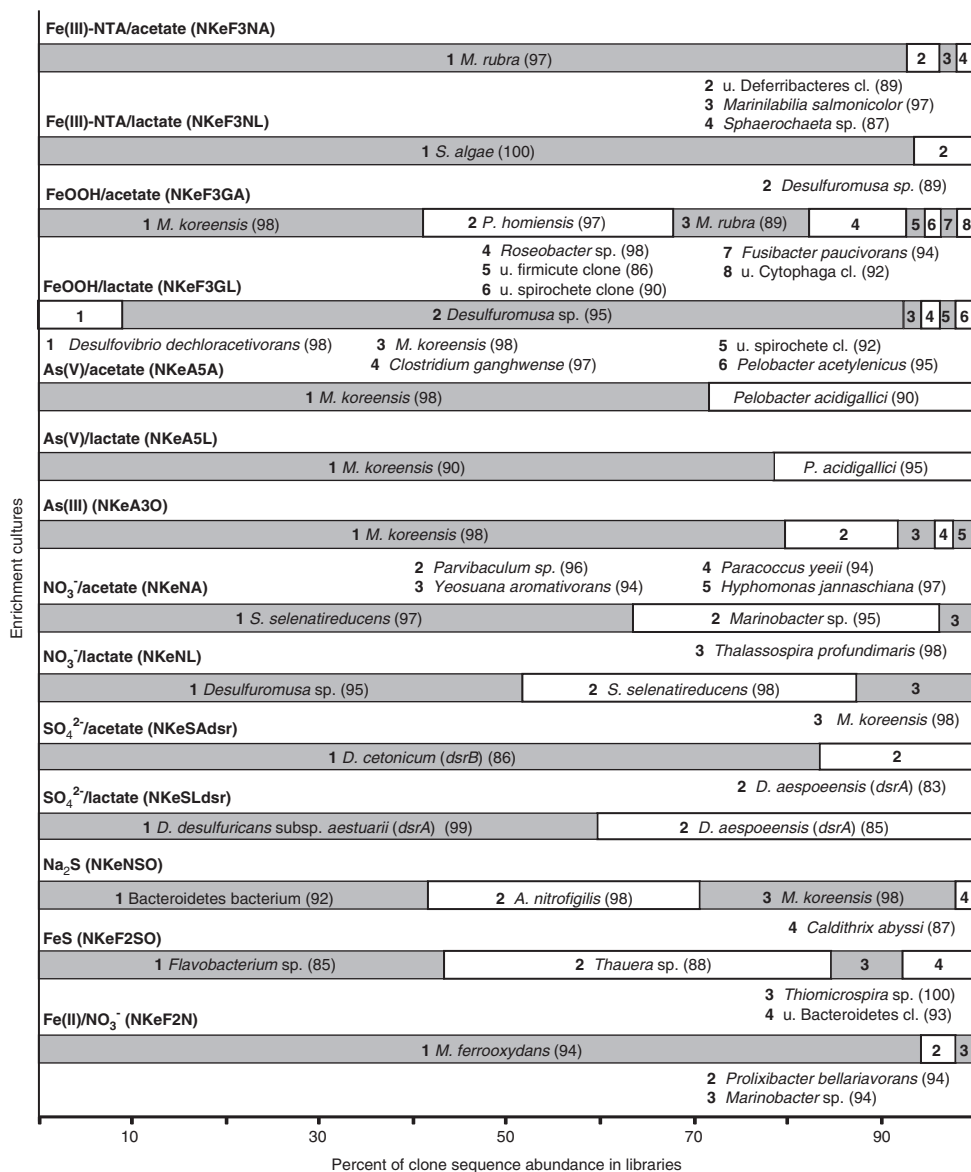 Fe(III)-NTA/acetate (NKeF3NA)
1 M. rubra (97) 2 3 4
2 u. Deferribacteres cl. (89)
3 Marinilabilia salmonicolor (97)
4 Sphaerochaeta sp. (87)
Fe(III)-NTA/lactate (NKeF3NL)
1 S. algae (100) 2
2 Desulfuromusa sp. (89)
FeOOH/acetate (NKeF3GA)
1 M. koreensis (98) 2 P. homiensis (97) 3 M. rubra (89) 4 5 6 7 8
4 Roseobacter sp. (98) 7 Fusibacter paucivorans (94)
5 u. firmicute clone (86) 8 u. Cytophaga cl. (92)
6 u. spirochete clone (90)
FeOOH/lactate (NKeF3GL)
1 2 Desulfuromusa sp. (95) 3 4 5 6
1 Desulfovibrio dechloracetivorans (98) 3 M. koreensis (98) 5 u. spirochete cl. (92)
4 Clostridium ganghwense (97) 6 Pelobacter acetylenicus (95)
As(V)/acetate (NKeA5A)
1 M. koreensis (98) Pelobacter acidigallici (90)
As(V)/lactate (NKeA5L)
1 M. koreensis (90) P. acidigallici (95)
As(III) (NKeA3O)
1 M. koreensis (98) 2 3 4 5
2 Parvibaculum sp. (96) 4 Paracoccus yeeii (94)
3 Yeosuana aromativorans (94) 5 Hyphomonas jannaschiana (97)
NO₃⁻/acetate (NKeNA)
1 S. selenatireducens (97) 2 Marinobacter sp. (95) 3
3 Thalassospira profundimaris (98)
NO₃⁻/lactate (NKeNL)
1 Desulfuromusa sp. (95) 2 S. selenatireducens (98) 3
3 M. koreensis (98)
SO₄²⁻/acetate (NKeSAdsr)
1 D. cetonicum (dsrB) (86) 2
2 D. aespoeensis (dsrA) (83)
SO₄²⁻/lactate (NKeSLdsr)
1 D. desulfuricans subsp. aestuarii (dsrA) (99) 2 D. aespoeensis (dsrA) (85)
Na₂S (NKeNSO)
1 Bacteroidetes bacterium (92) 2 A. nitrofigilis (98) 3 M. koreensis (98) 4
4 Caldithrix abyssi (87)
FeS (NKeF2SO)
1 Flavobacterium sp. (85) 2 Thauera sp. (88) 3 4
3 Thiomicrospira sp. (100)
4 u. Bacteroidetes cl. (93)
Fe(II)/NO₃⁻ (NKeF2N)
1 M. ferrooxydans (94) 2 3
2 Prolixibacter bellariavorans (94)
3 Marinobacter sp. (94)
10 30 50 70 90
Percent of clone sequence abundance in libraries
Enrichment cultures